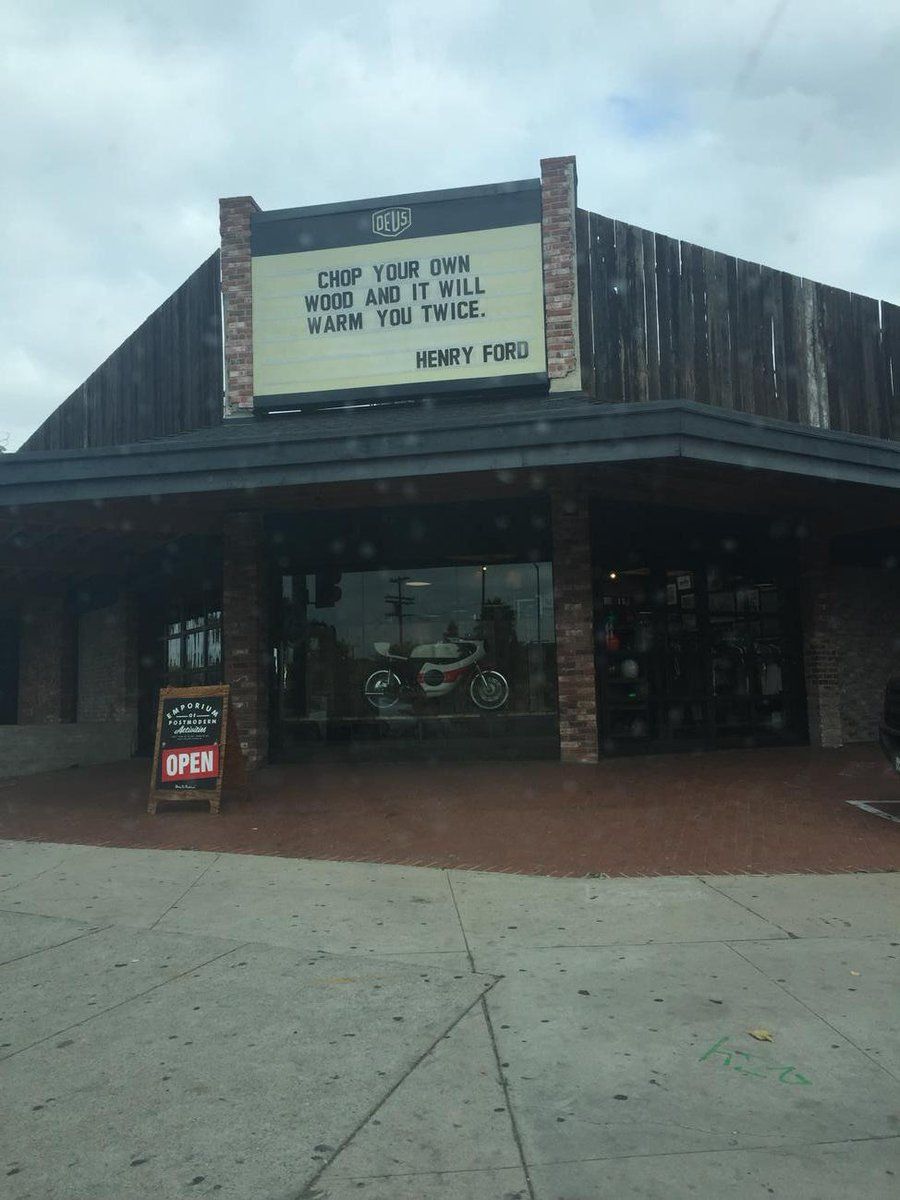 DEUS
CHOP YOUR OWN
WOOD AND IT WILL
WARM YOU TWICE.
HENRY FORD
EMPORIUM
OF
POSTMODERN
Activities
OPEN